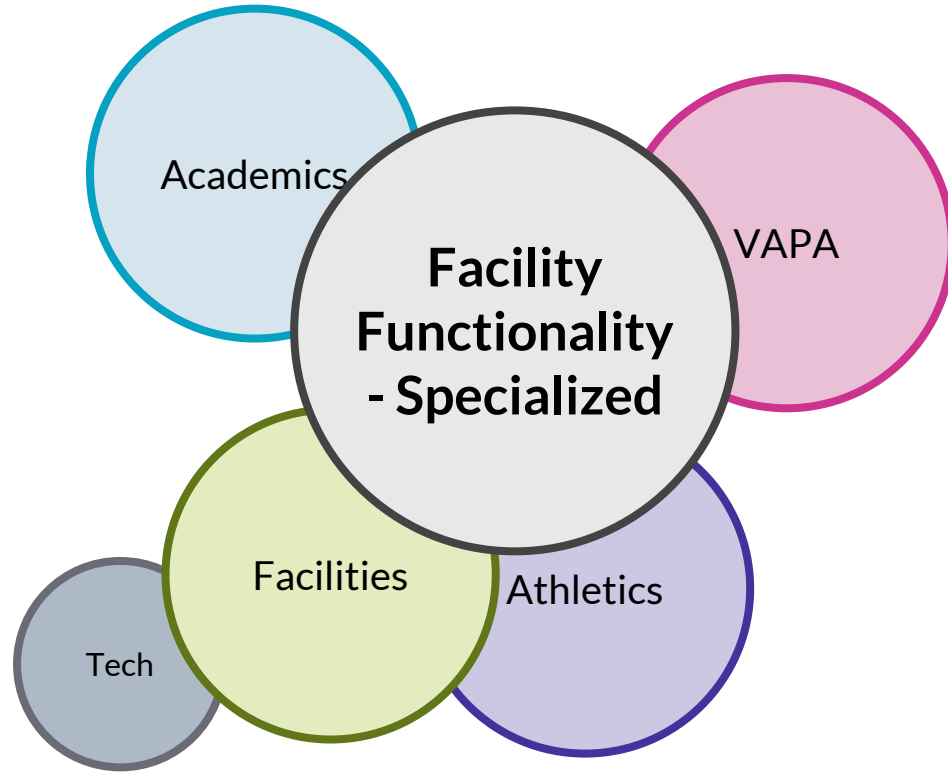 Academics
VAPA
Facility
Functionality
- Specialized
Facilities
Athletics
Tech